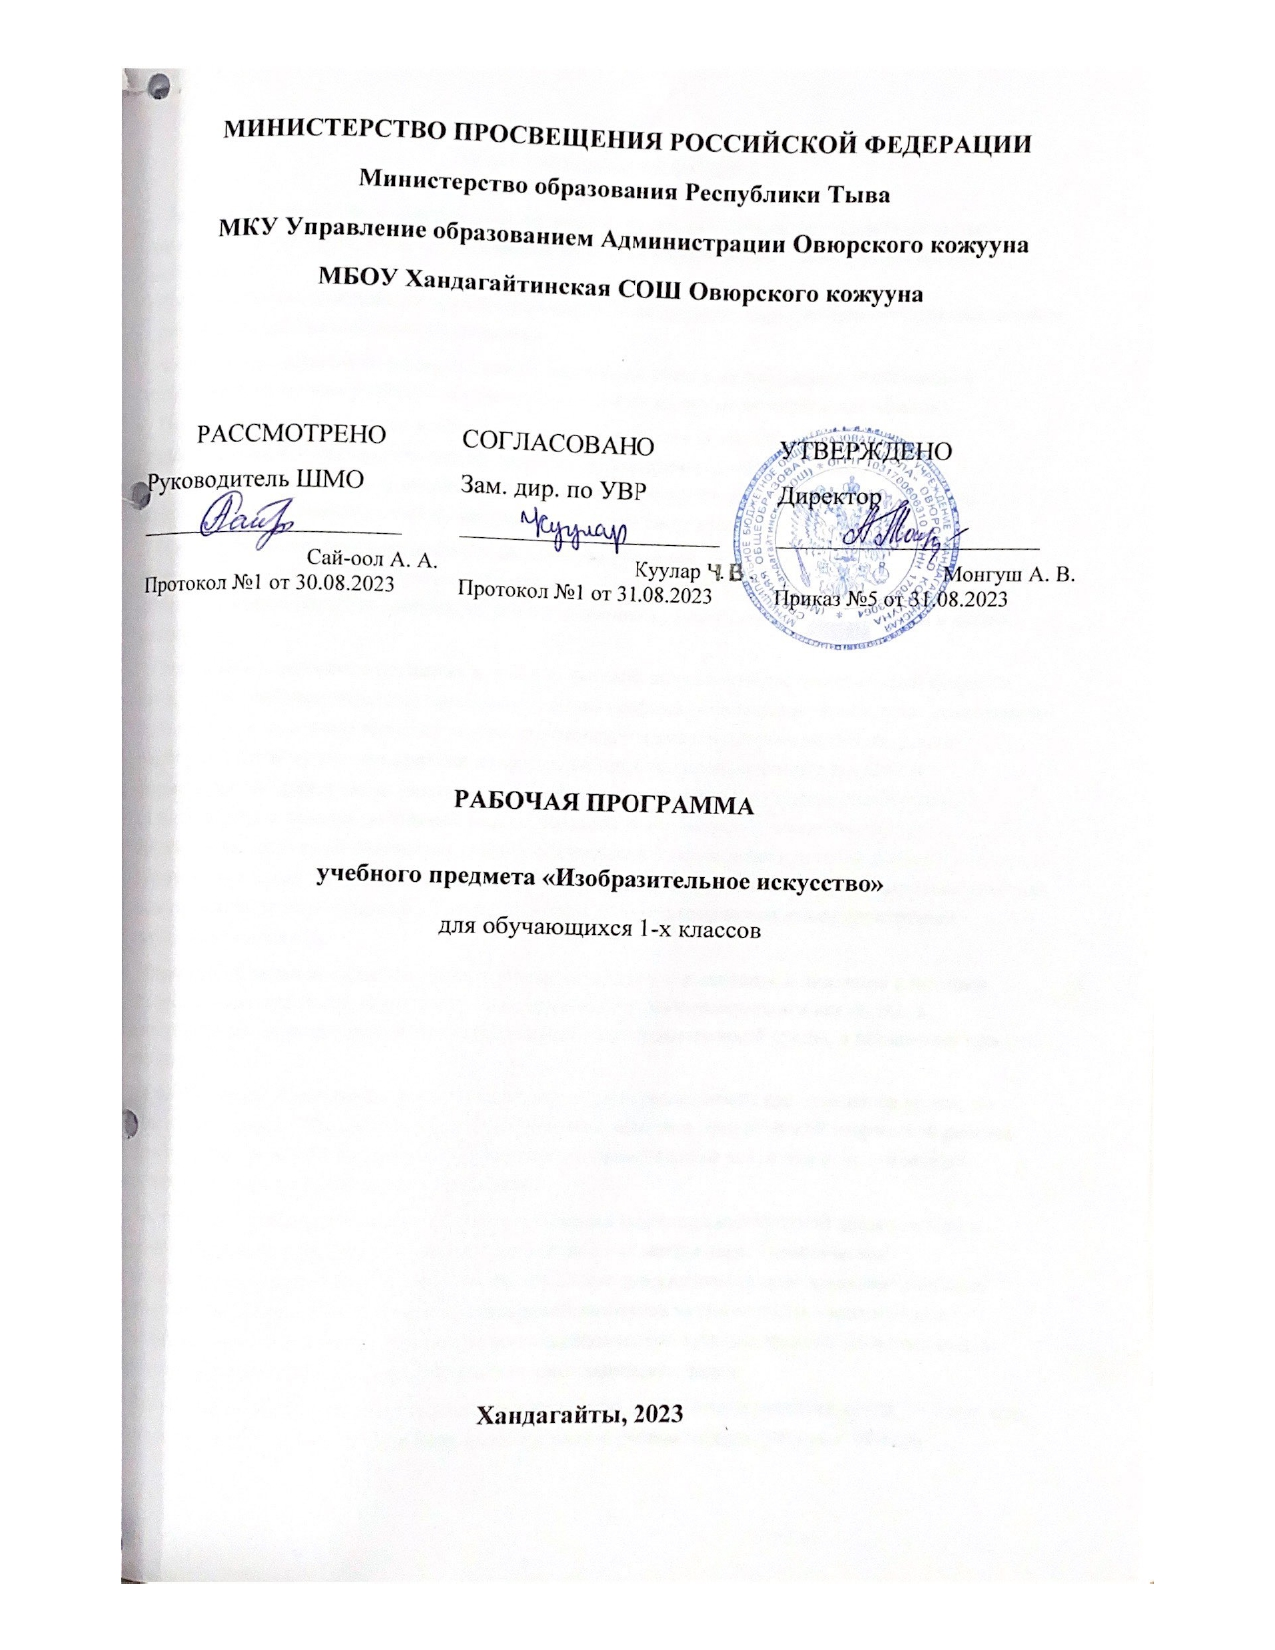 МИНИСТЕРСТВО ПРОСВЕЩЕНИЯ РОССИЙСКОЙ ФЕДЕРАЦИИ
Министерство образования Республики Тыва
МКУ Управление образованием Администрации Овюрского кожууна
МБОУ Хандагайтинская СОШ Овюрского кожууна
РАССМОТРЕНО
Руководитель ШМО
Сай-оол А. А.
Протокол №1 от 30.08.2023
СОГЛАСОВАНО
Зам. дир. по УВР
Куулар
Куулар Ч. В
Протокол №1 от 31.08.2023
УТВЕРЖДЕНО
Директор
Монгуш А. В.
Приказ №5 от 31.08.2023
РАБОЧАЯ ПРОГРАММА
учебного предмета «Изобразительное искусство»
для обучающихся 1-х классов
Хандагайты, 2023